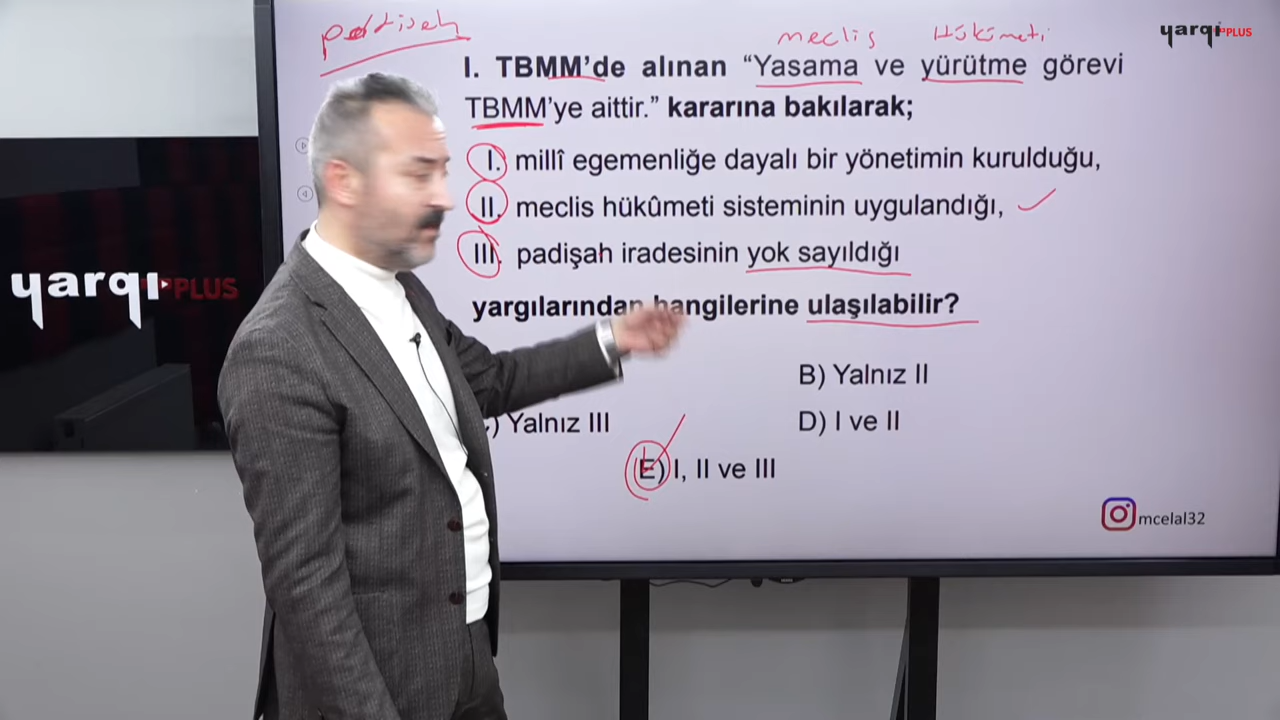 padişah
meclis Hükûmeti
yargı PLUS
I. TBMM’de alınan “Yasama ve yürütme görevi
TBMM’ye aittir.” kararına bakılarak;
I. millî egemenliğe dayalı bir yönetimin kurulduğu,
II. meclis hükûmeti sisteminin uygulandığı,
III. padişah iradesinin yok sayıldığı
yargılarından hangilerine ulaşılabilir?
B) Yalnız II
Yalnız III
D) I ve II
E) I, II ve III
mcelal32
yargı PLUS